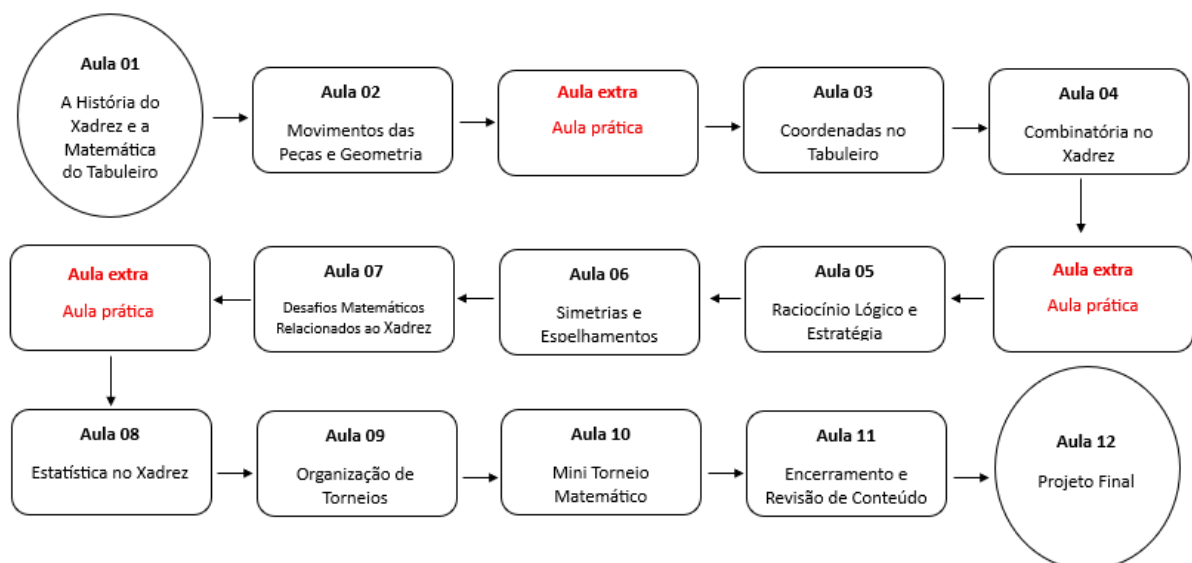 Aula 01
A História do
Xadrez e a
Matemática
do Tabuleiro
Aula 02
Movimentos das
Peças e Geometria
Aula extra
Aula prática
Aula 03
Coordenadas no
Tabuleiro
Aula 04
Combinatória no
Xadrez
Aula extra
Aula prática
Aula 05
Raciocínio Lógico e
Estratégia
Aula 06
Simetrias e
Espelhamentos
Aula 07
Desafios Matemáticos
Relacionados ao Xadrez
Aula extra
Aula prática
Aula 08
Estatística no Xadrez
Aula 09
Organização de
Torneios
Aula 10
Mini Torneio
Matemático
Aula 11
Encerramento e
Revisão de Conteúdo
Aula 12
Projeto Final